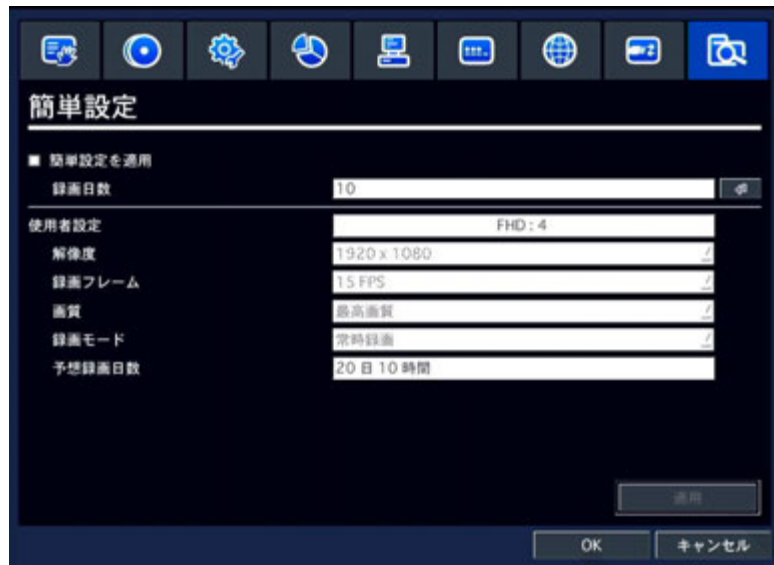 簡単設定
簡単設定を適用
録画日数 10
使用者設定 FHD : 4
解像度 1920 x 1080
録画フレーム 15 FPS
画質 最高画質
録画モード 常時録画
予想録画日数 20 日 10 時間
適用
OK キャンセル